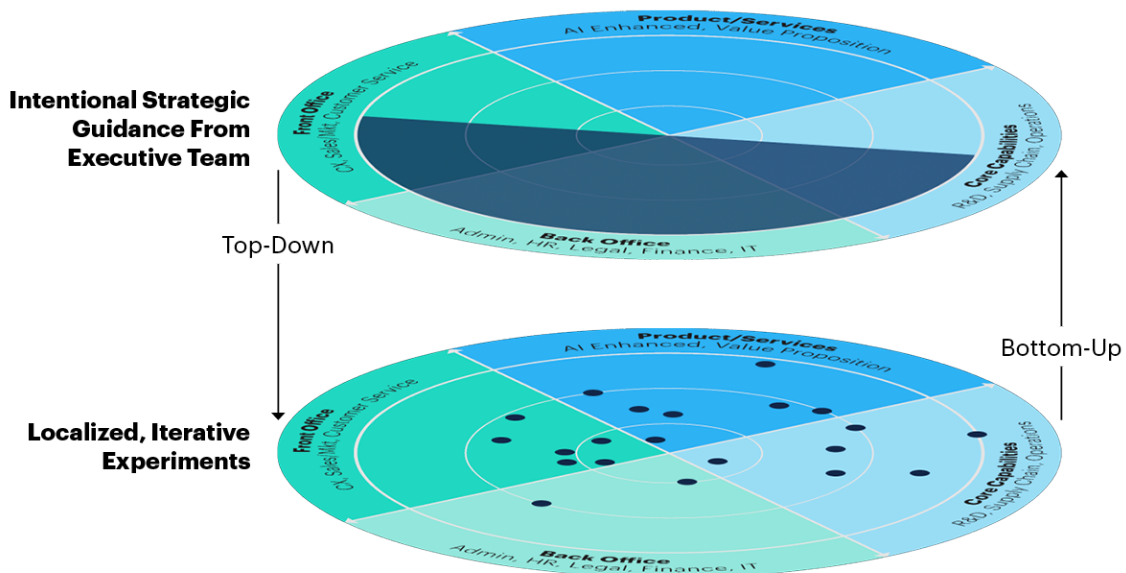 Product/Services
AI Enhanced, Value Proposition
Front Office
CX, Sales/Mkt, Customer Service
Intentional Strategic
Guidance From
Executive Team
Core Capabilities
R&D, Supply Chain, Operations
Back Office
Admin, HR, Legal, Finance, IT
Top-Down
Bottom-Up
Product/Services
AI Enhanced, Value Proposition
Front Office
CX, Sales/Mkt, Customer Service
Localized, Iterative
Experiments
Core Capabilities
R&D, Supply Chain, Operations
Back Office
Admin, HR, Legal, Finance, IT